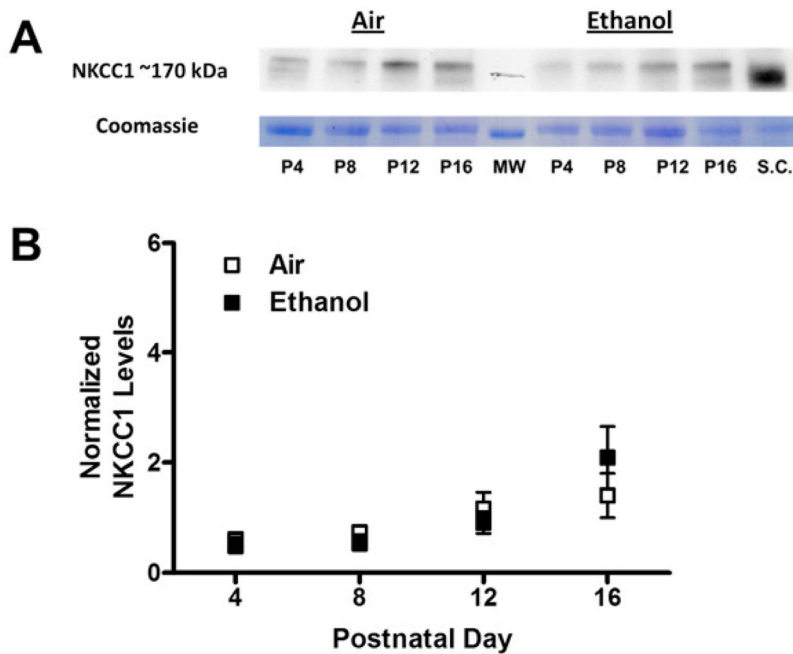 A
Air Ethanol
NKCC1 ~170 kDa
Coomassie
P4 P8 P12 P16 MW P4 P8 P12 P16 S.C.
B
6
Air
Ethanol
4
2
0
Normalized
NKCC1 Levels
4 8 12 16
Postnatal Day